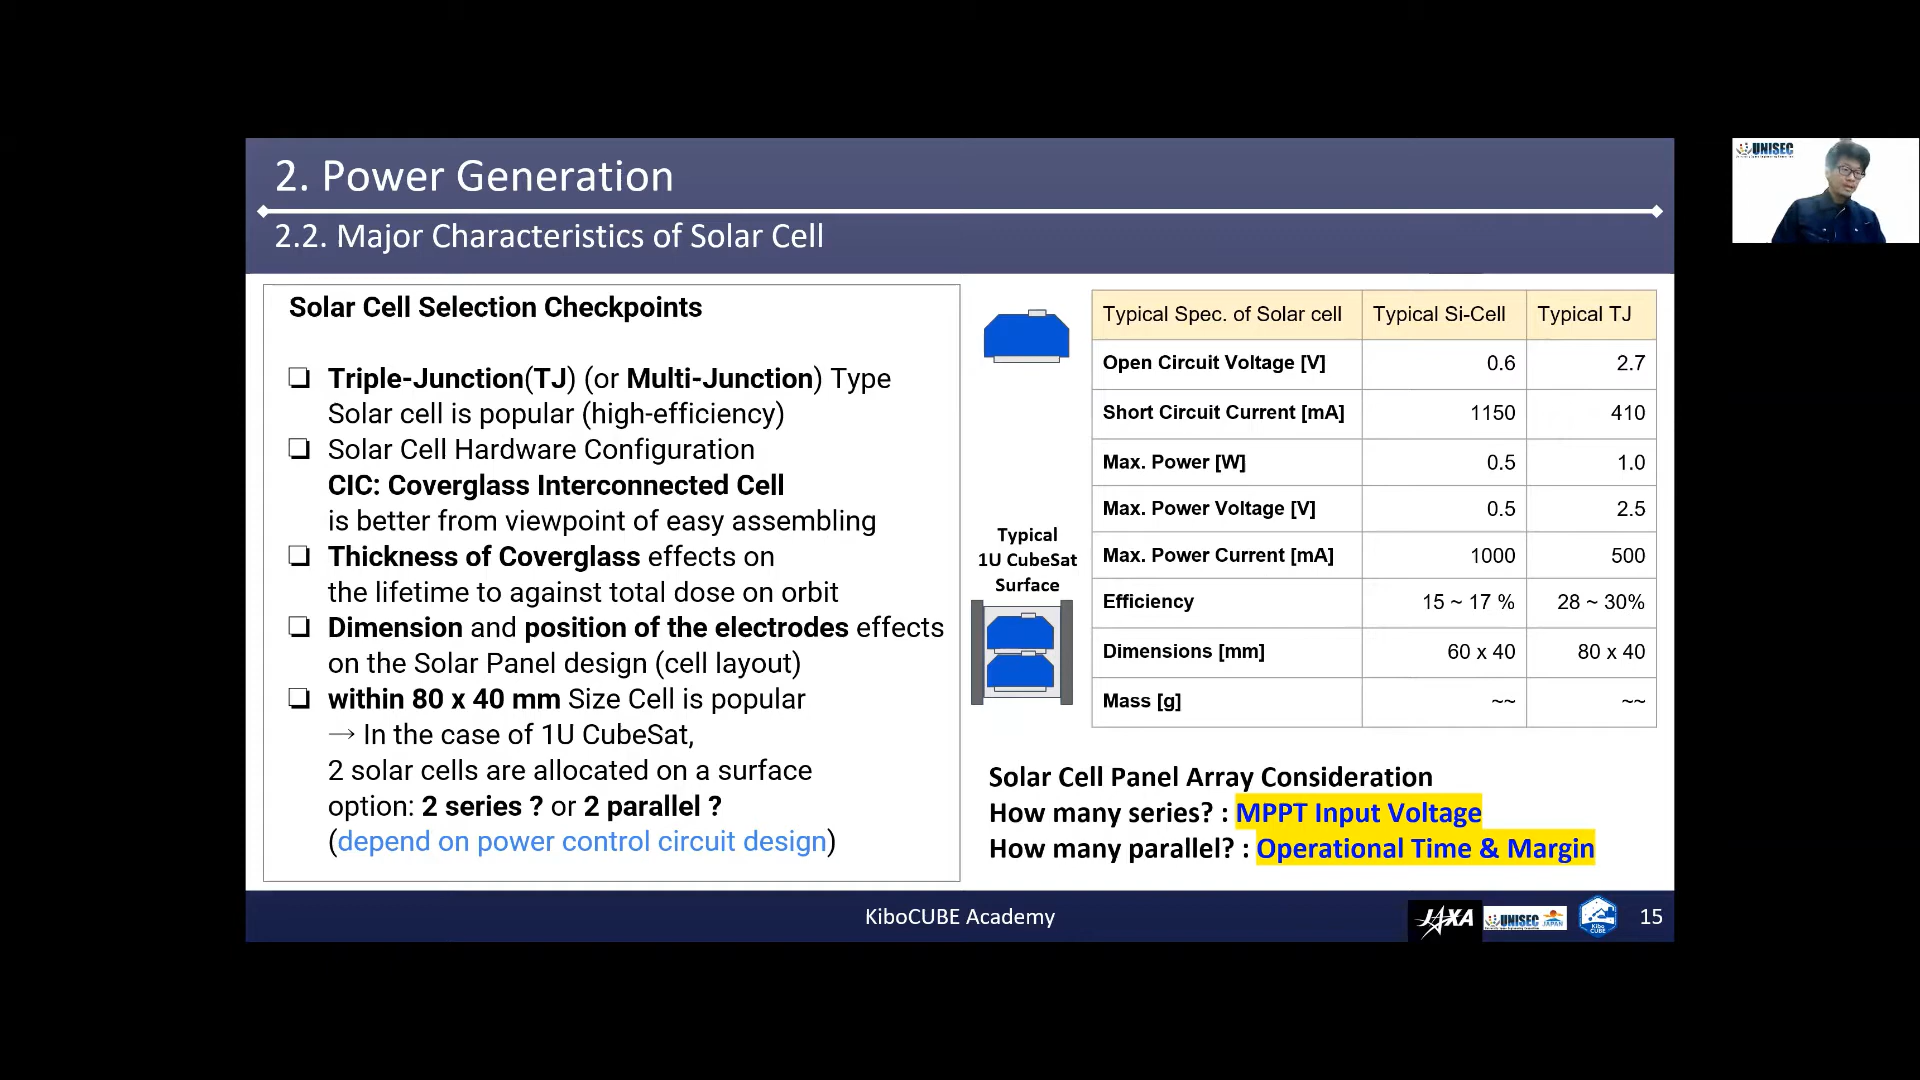 2. Power Generation
2.2. Major Characteristics of Solar Cell
Solar Cell Selection Checkpoints
Triple-Junction(TJ) (or Multi-Junction) Type
Solar cell is popular (high-efficiency)
Solar Cell Hardware Configuration
CIC: Coverglass Interconnected Cell
is better from viewpoint of easy assembling
Thickness of Coverglass effects on
the lifetime to against total dose on orbit
Dimension and position of the electrodes effects
on the Solar Panel design (cell layout)
within 80 x 40 mm Size Cell is popular
→ In the case of 1U CubeSat,
2 solar cells are allocated on a surface
option: 2 series ? or 2 parallel ?
(depend on power control circuit design)
Typical
1U CubeSat
Surface
Typical Spec. of Solar cell Typical Si-Cell Typical TJ
Open Circuit Voltage [V] 0.6 2.7
Short Circuit Current [mA] 1150 410
Max. Power [W] 0.5 1.0
Max. Power Voltage [V] 0.5 2.5
Max. Power Current [mA] 1000 500
Efficiency 15 ~ 17 % 28 ~ 30%
Dimensions [mm] 60 x 40 80 x 40
Mass [g] ~~ ~~
Solar Cell Panel Array Consideration
How many series? : MPPT Input Voltage
How many parallel? : Operational Time & Margin
KiboCUBE Academy
JAXA
UNISEC
JAPAN
Kibo
CUBE
15
UNISEC